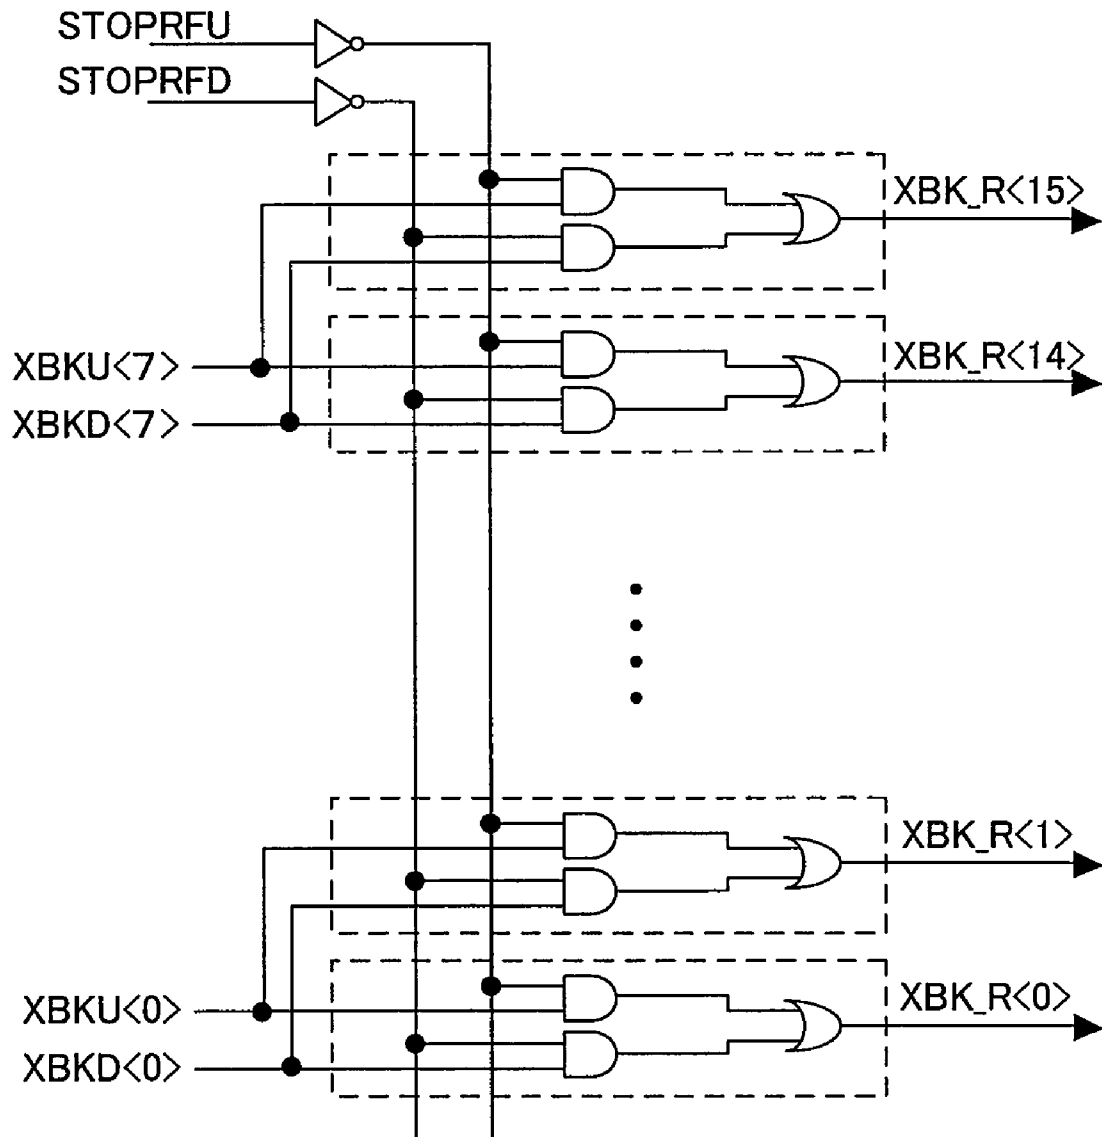 STOPRFU
STOPRFD
XBK_R<15>
XBKU<7>
XBK_R<14>
XBKD<7>
XBK_R<1>
XBKU<0>
XBK_R<0>
XBKD<0>